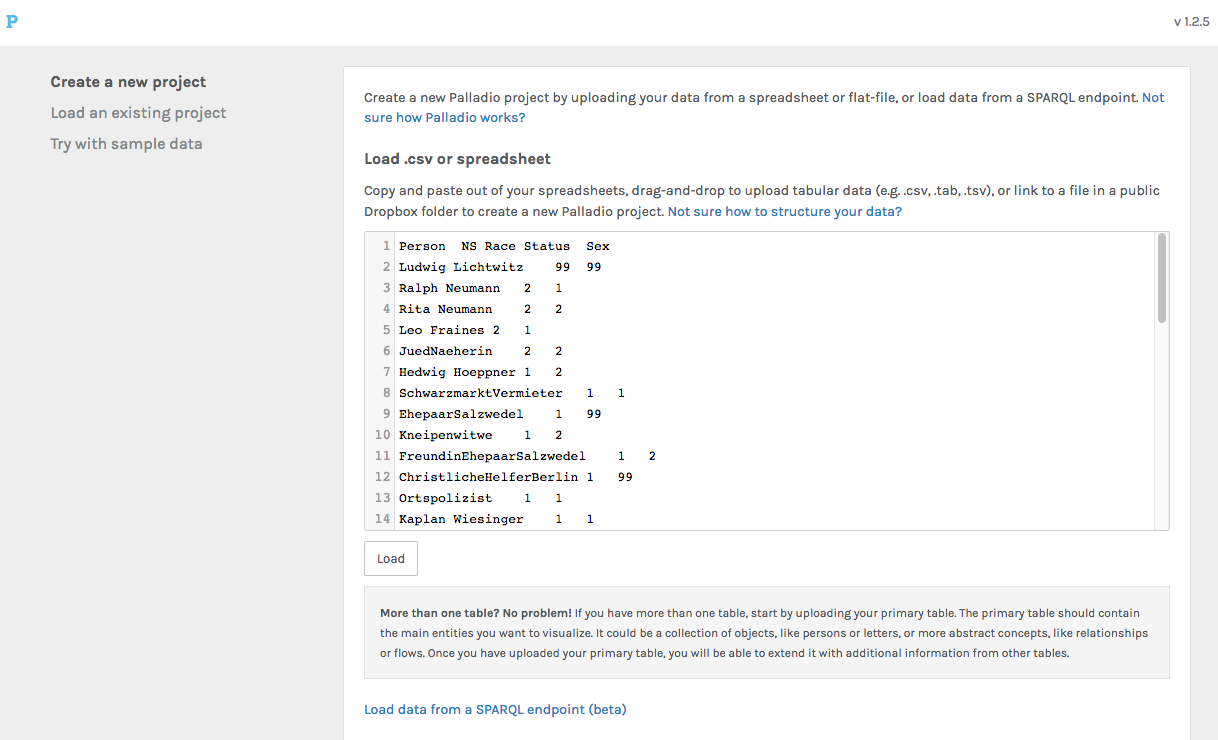 P
v 1.2.5
Create a new project
Load an existing project
Try with sample data
Create a new Palladio project by uploading your data from a spreadsheet or flat-file, or load data from a SPARQL endpoint. Not
sure how Palladio works?
Load .csv or spreadsheet
Copy and paste out of your spreadsheets, drag-and-drop to upload tabular data (e.g. .csv, .tab, .tsv), or link to a file in a public
Dropbox folder to create a new Palladio project. Not sure how to structure your data?
1 Person NS Race Status Sex
2 Ludwig Lichtwitz 99 99
3 Ralph Neumann 2 1
4 Rita Neumann 2 2
5 Leo Fraines 2 1
6 JuedNaeherin 2 2
7 Hedwig Hoeppner 1 2
8 SchwarzmarktVermieter 1 1
9 EhepaarSalzwedel 1 99
10 Kneipenwitwe 1 2
11 FreundinEhepaarSalzwedel 1 2
12 ChristlicheHelferBerlin 1 99
13 Ortspolizist 1 1
14 Kaplan Wiesinger 1 1
Load
More than one table? No problem! If you have more than one table, start by uploading your primary table. The primary table should contain
the main entities you want to visualize. It could be a collection of objects, like persons or letters, or more abstract concepts, like relationships
or flows. Once you have uploaded your primary table, you will be able to extend it with additional information from other tables.
Load data from a SPARQL endpoint (beta)